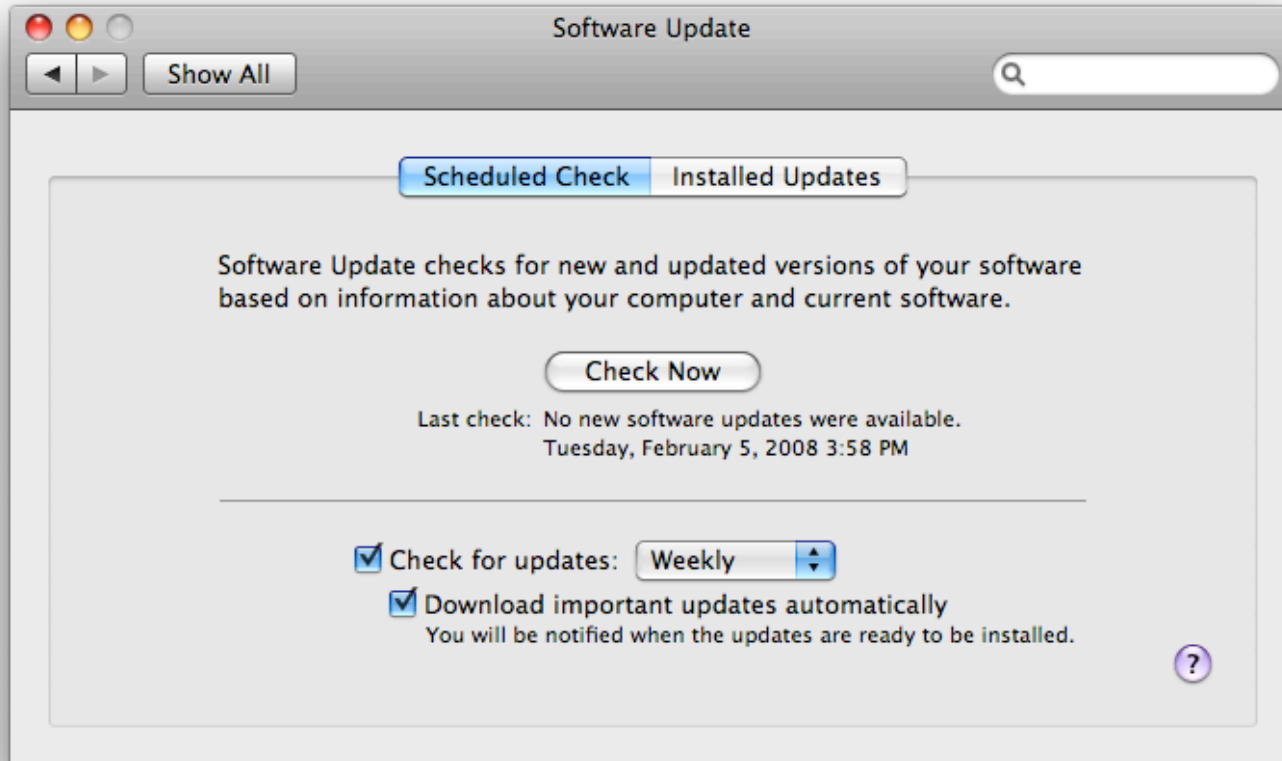 Software Update
Show All
Scheduled Check
Installed Updates
Software Update checks for new and updated versions of your software
based on information about your computer and current software.
Check Now
Last check: No new software updates were available.
Tuesday, February 5, 2008 3:58 PM
Check for updates: Weekly
Download important updates automatically
You will be notified when the updates are ready to be installed.
?